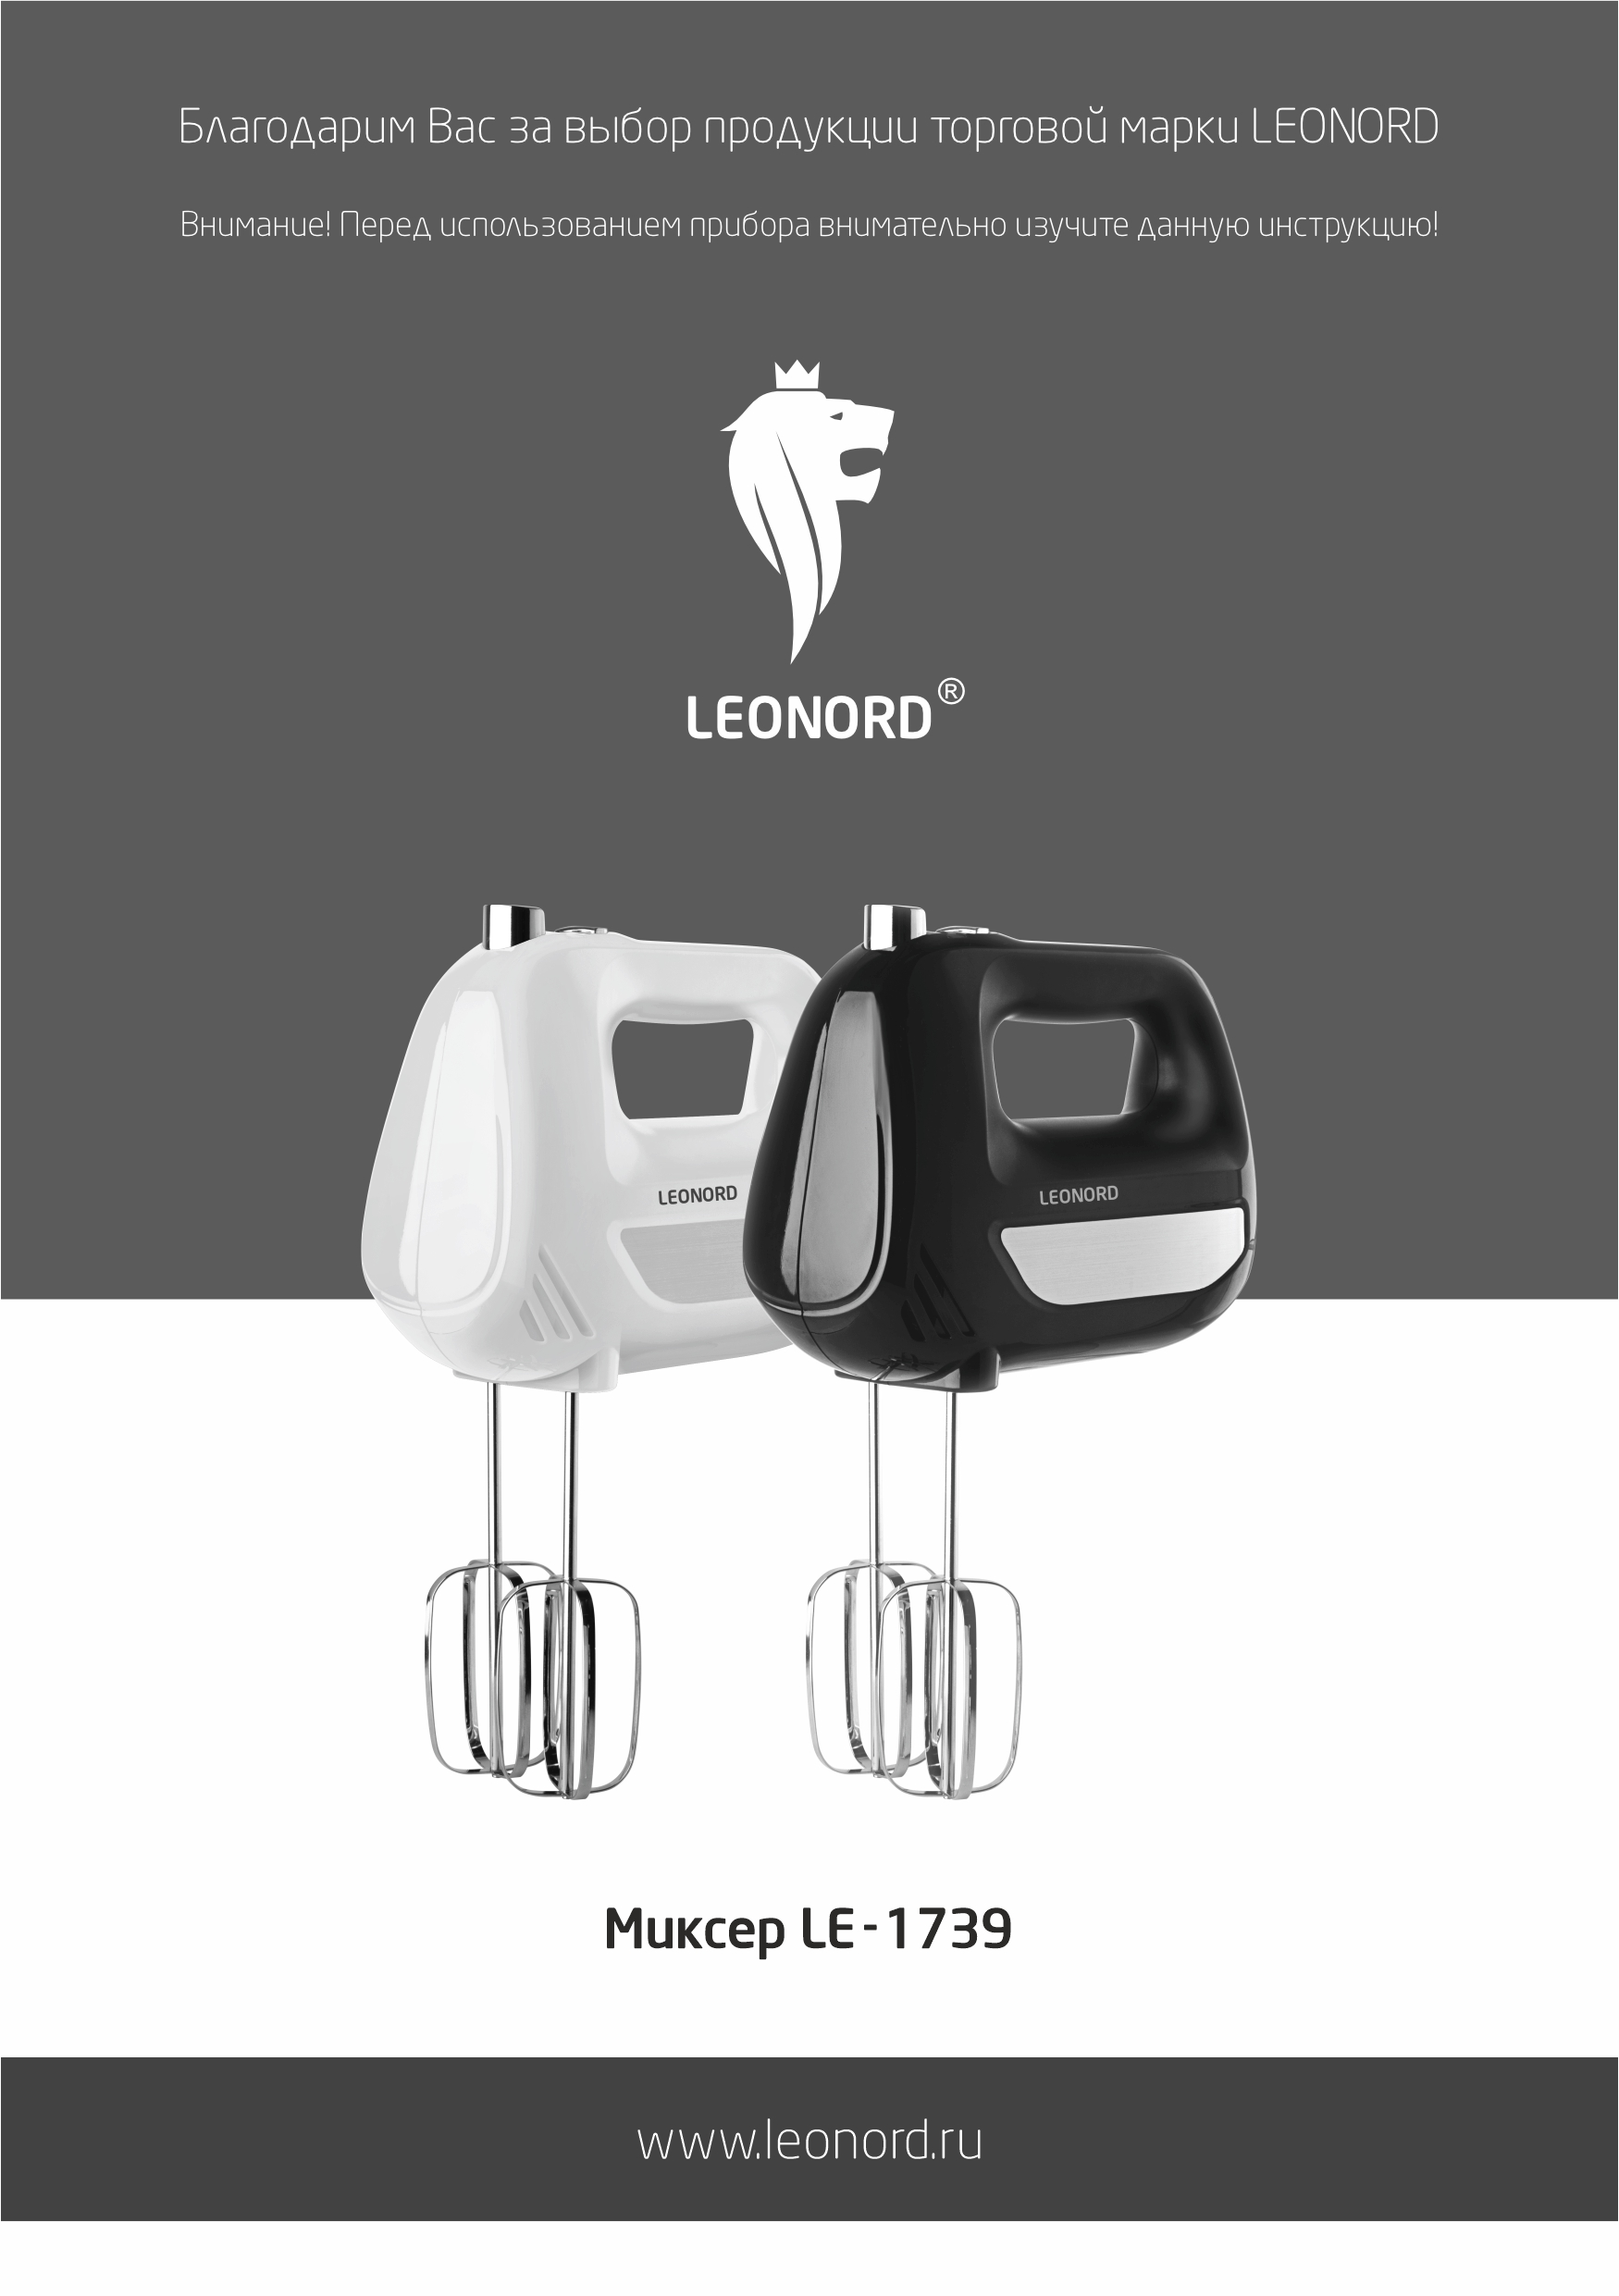 Благодарим Вас за выбор продукции торговой марки LEONORD
Внимание! Перед использованием прибора внимательно изучите данную инструкцию!
LEONORD®
LEONORD
LEONORD
Миксер LE-1739
www.leonord.ru